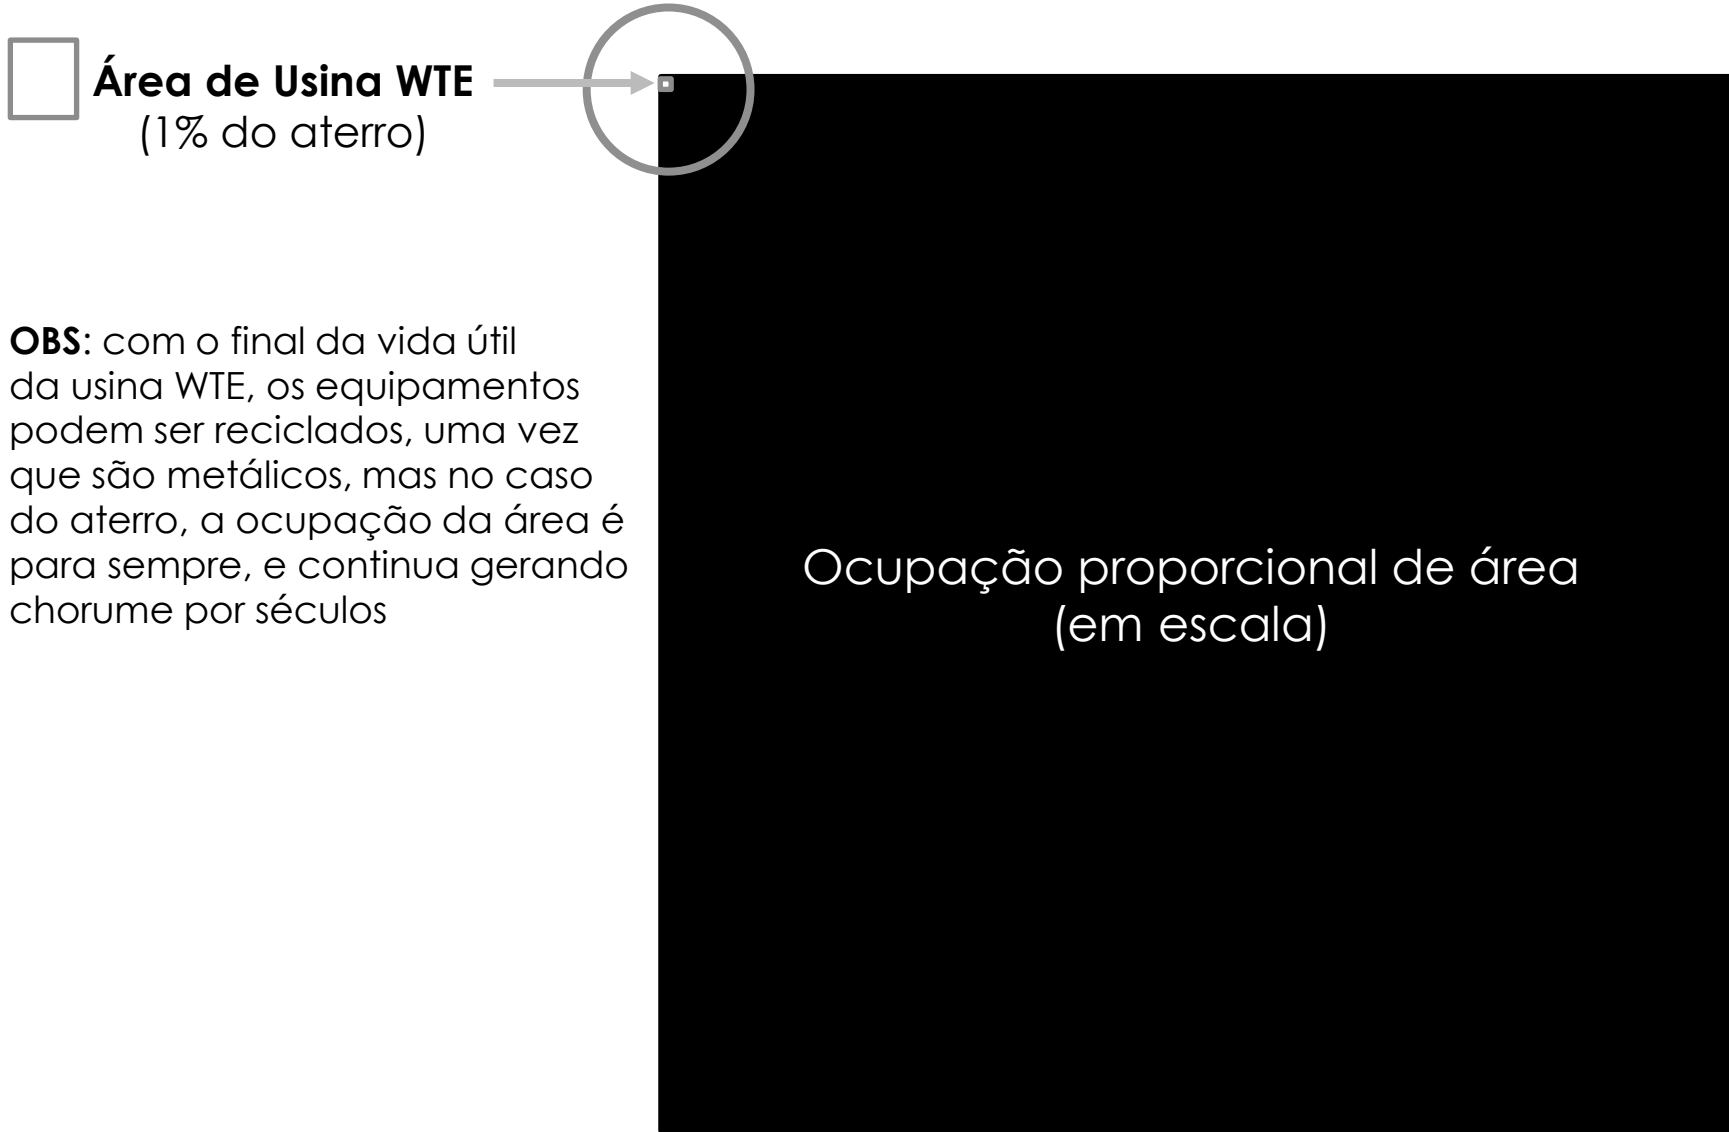 Área de Usina WTE
(1% do aterro)
OBS: com o final da vida útil
da usina WTE, os equipamentos
podem ser reciclados, uma vez
que são metálicos, mas no caso
do aterro, a ocupação da área é
para sempre, e continua gerando
chorume por séculos
Ocupação proporcional de área
(em escala)